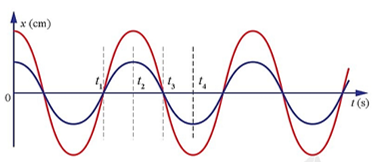 x (cm)
t₁
t₂
t₃
t₄
0
t (s)